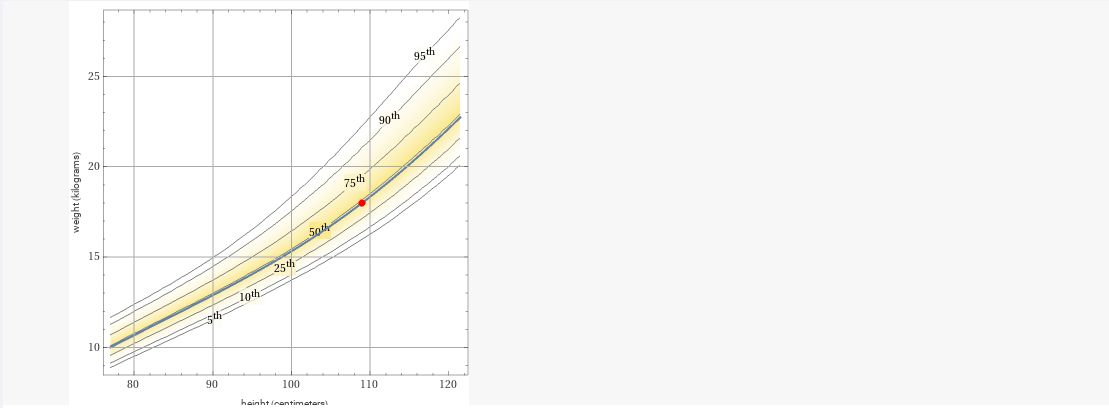 95th
25
90th
20
75th
50th
15
25th
10th
5th
10
weight (kilograms)
80 90 100 110 120
height (centimeters)